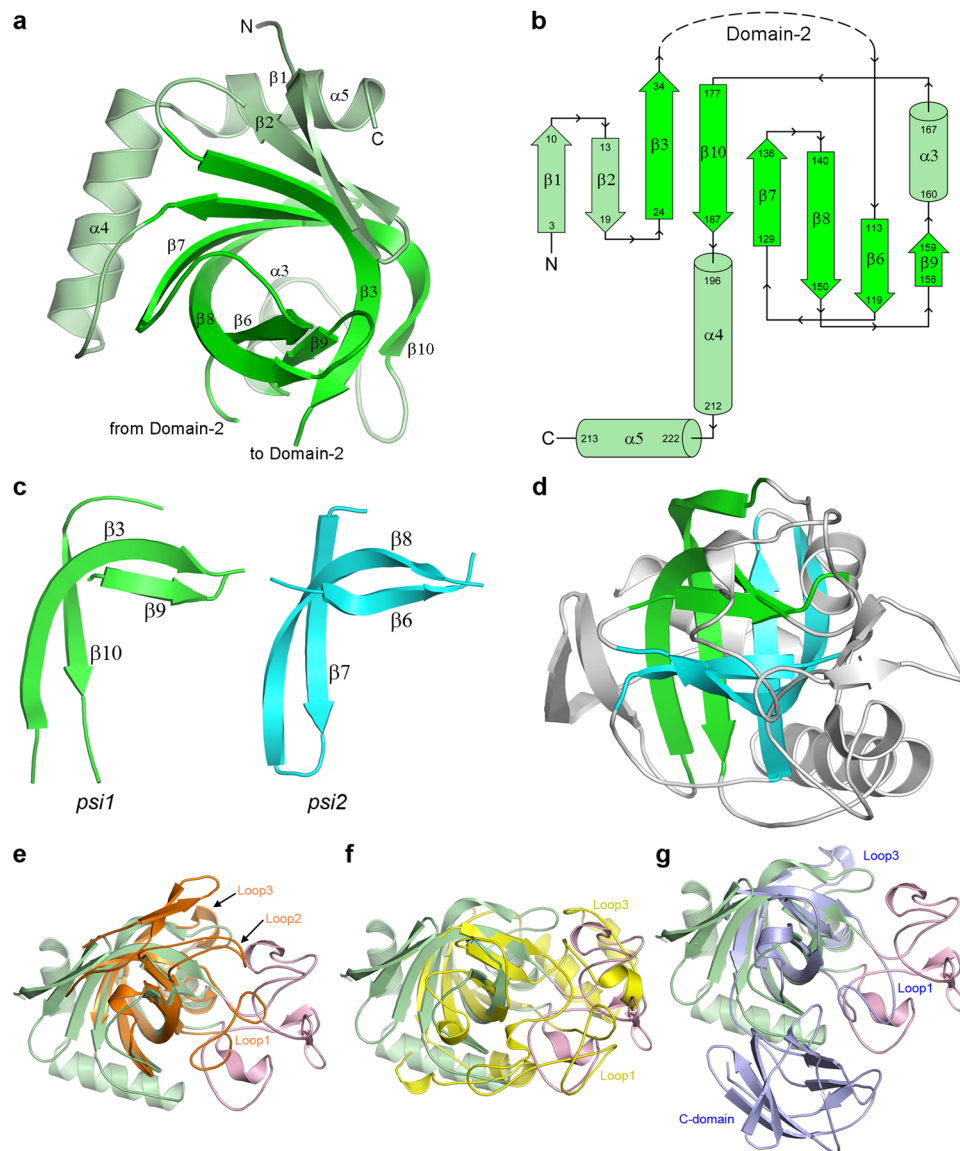 a
N
β1
α5
β2
C
α4
β7
α3
β3
β8
β6
β9
β10
from Domain-2
to Domain-2
b
Domain-2
34
177
167
α3
160
10
β1
3
N
13
β2
19
β3
24
β10
187
136
β7
129
140
β8
150
113
β6
119
159
β9
156
196
α4
212
C
213
α5
222
c
β3
β9
β10
psi1
β8
β6
β7
psi2
d
e
Loop3
Loop2
Loop1
f
Loop3
Loop1
g
Loop3
Loop1
C-domain